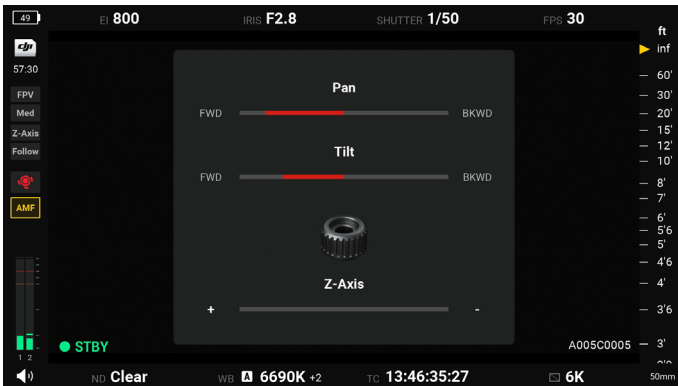 49
EI 800
IRIS F2.8
SHUTTER 1/50
FPS 30
dji
57:30
FPV
Med
Z-Axis
Follow
AMF
1 2
Pan
FWD BKWD
Tilt
FWD BKWD
Z-Axis
+ -
STBY
A005C0005
ft
inf
60'
30'
20'
15'
12'
10'
8'
7'
6'
5'6
5'
4'6
4'
3'6
3'
ND Clear
WB A 6690K +2
TC 13:46:35:27
6K
50mm